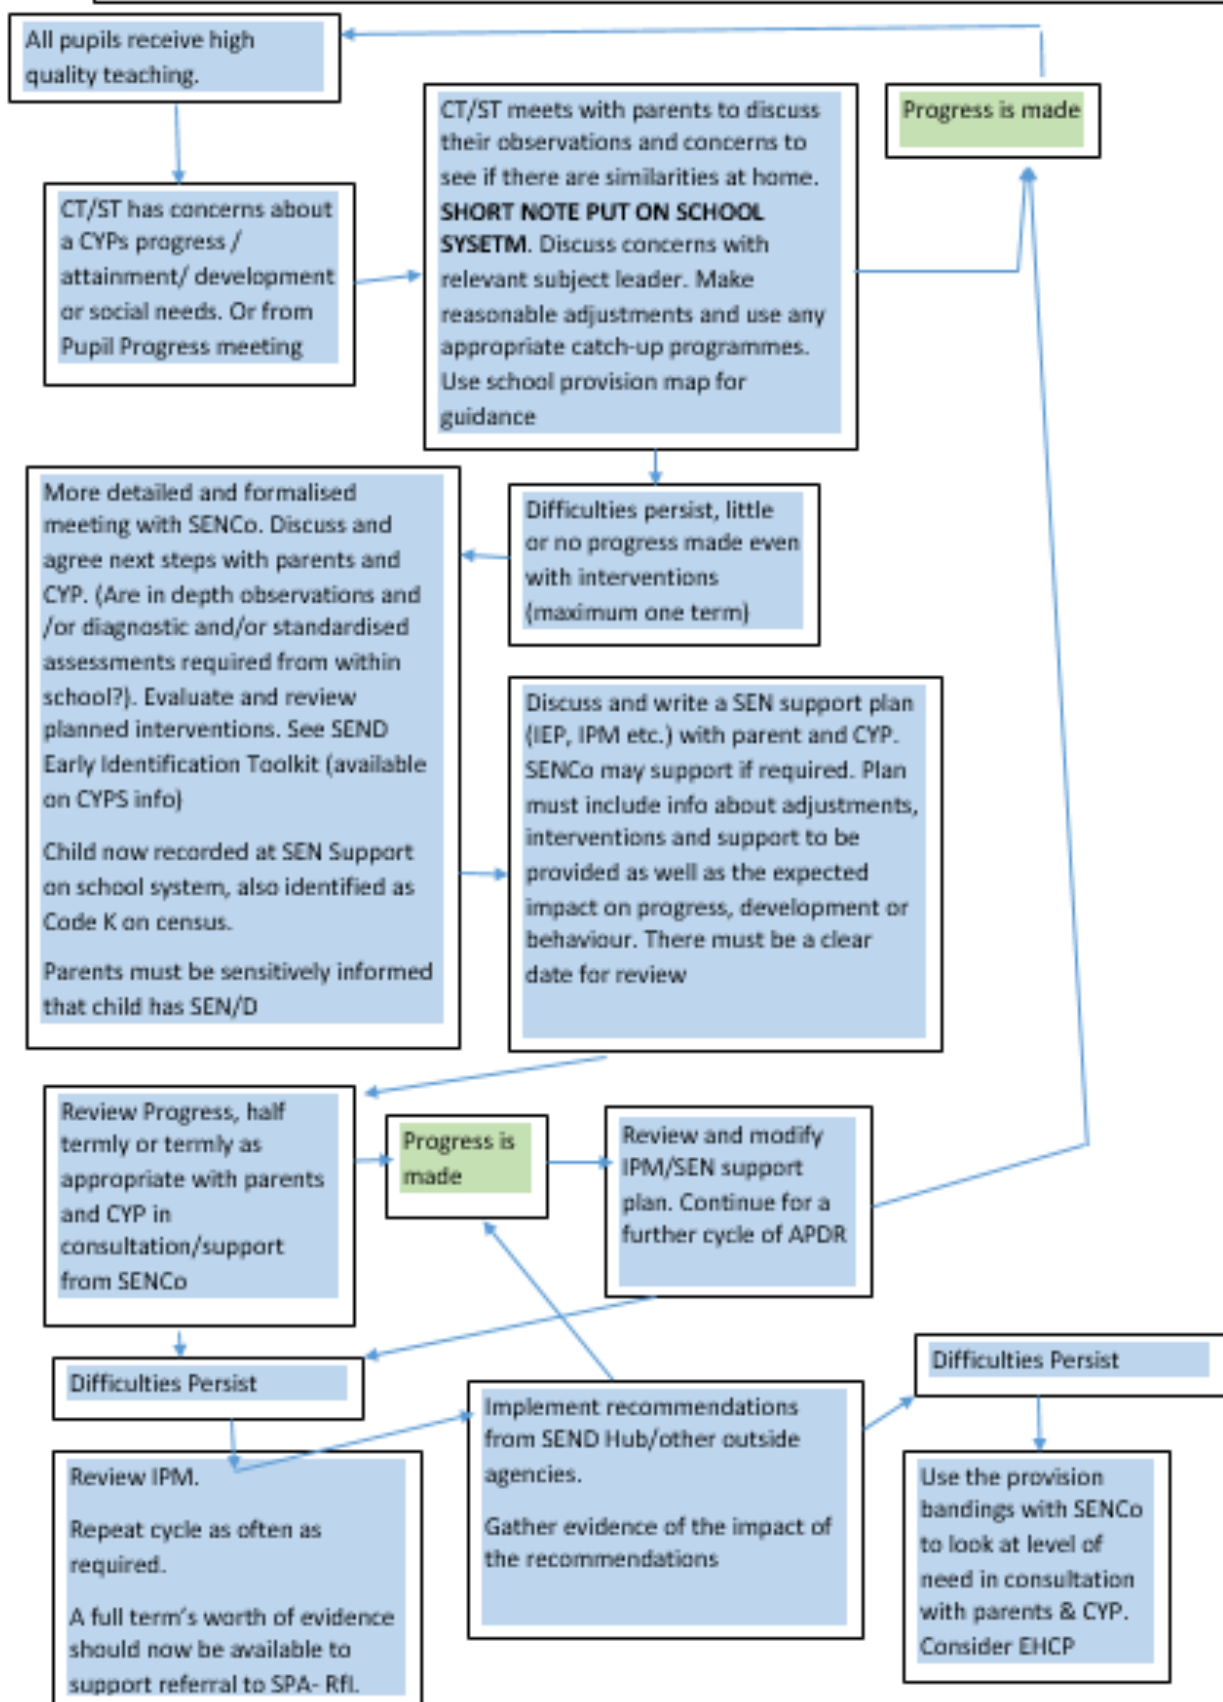 All pupils receive high
quality teaching.
Progress is made
CT/ST meets with parents to discuss
their observations and concerns to
see if there are similarities at home.
SHORT NOTE PUT ON SCHOOL
SYSETM. Discuss concerns with
relevant subject leader. Make
reasonable adjustments and use any
appropriate catch-up programmes.
Use school provision map for
guidance
CT/ST has concerns about
a CYPs progress /
attainment/ development
or social needs. Or from
Pupil Progress meeting
Difficulties persist, little
or no progress made even
with interventions
(maximum one term)
More detailed and formalised
meeting with SENCo. Discuss and
agree next steps with parents and
CYP. (Are in depth observations and
/or diagnostic and/or standardised
assessments required from within
school?). Evaluate and review
planned interventions. See SEND
Early Identification Toolkit (available
on CYPS info)
Child now recorded at SEN Support
on school system, also identified as
Code K on census.
Parents must be sensitively informed
that child has SEN/D
Discuss and write a SEN support plan
(IEP, IPM etc.) with parent and CYP.
SENCo may support if required. Plan
must include info about adjustments,
interventions and support to be
provided as well as the expected
impact on progress, development or
behaviour. There must be a clear
date for review
Review Progress, half
termly or termly as
appropriate with parents
and CYP in
consultation/support
from SENCo
Progress is
made
Review and modify
IPM/SEN support
plan. Continue for a
further cycle of APDR
Difficulties Persist
Difficulties Persist
Review IPM.
Repeat cycle as often as
required.
A full term's worth of evidence
should now be available to
support referral to SPA- Rfl.
Implement recommendations
from SEND Hub/other outside
agencies.
Gather evidence of the impact of
the recommendations
Use the provision
bandings with SENCo
to look at level of
need in consultation
with parents & CYP.
Consider EHCP